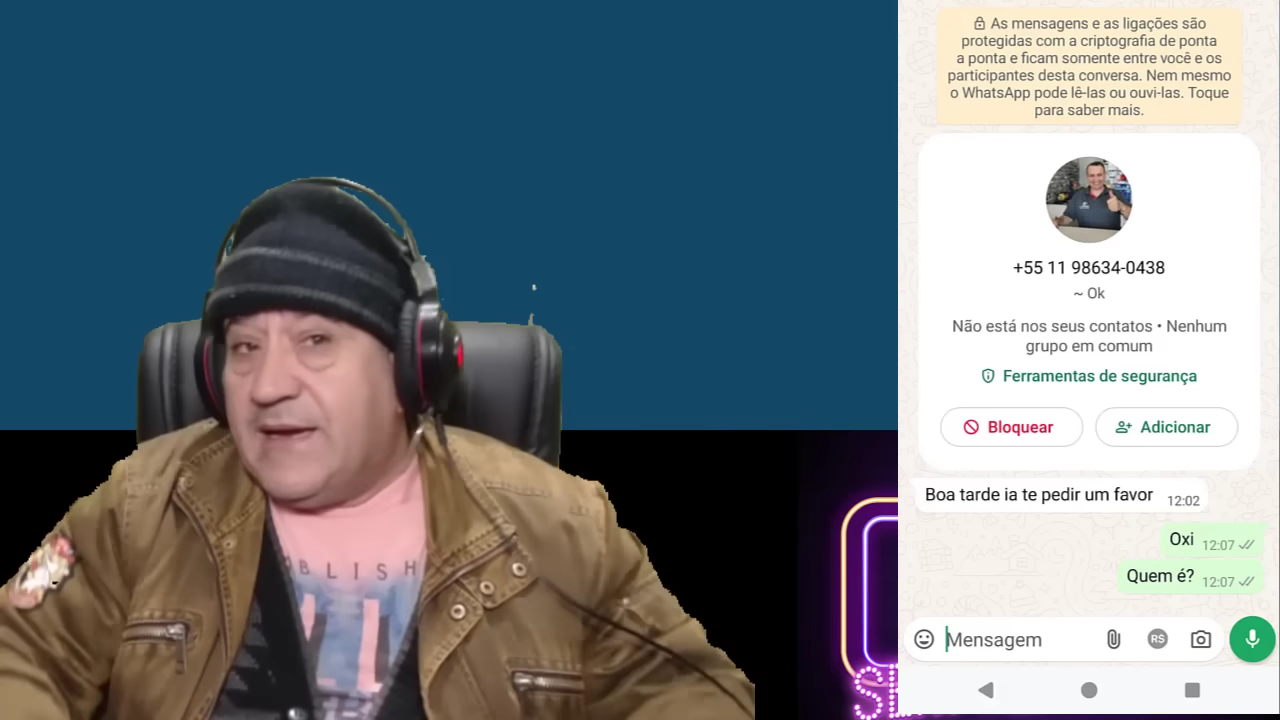 As mensagens e as ligações são
protegidas com a criptografia de ponta
a ponta e ficam somente entre você e os
participantes desta conversa. Nem mesmo
o WhatsApp pode lê-las ou ouvi-las. Toque
para saber mais.
+55 11 98634-0438
~ Ok
Não está nos seus contatos • Nenhum
grupo em comum
Ferramentas de segurança
Bloquear
Adicionar
Boa tarde ia te pedir um favor 12:02
Oxi 12:07
Quem é? 12:07
Mensagem
R$
BLISH